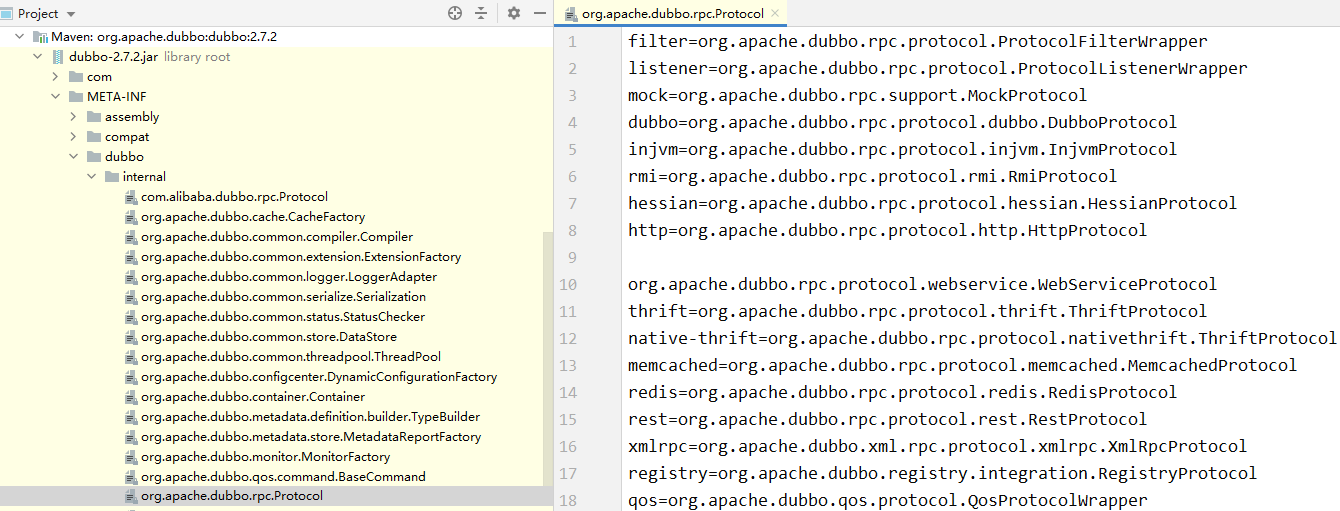 Project
Maven: org.apache.dubbo:dubbo:2.7.2
dubbo-2.7.2.jar library root
com
META-INF
assembly
compat
dubbo
internal
com.alibaba.dubbo.rpc.Protocol
org.apache.dubbo.cache.CacheFactory
org.apache.dubbo.common.compiler.Compiler
org.apache.dubbo.common.extension.ExtensionFactory
org.apache.dubbo.common.logger.LoggerAdapter
org.apache.dubbo.common.serialize.Serialization
org.apache.dubbo.common.status.StatusChecker
org.apache.dubbo.common.store.DataStore
org.apache.dubbo.common.threadpool.ThreadPool
org.apache.dubbo.configcenter.DynamicConfigurationFactory
org.apache.dubbo.container.Container
org.apache.dubbo.metadata.definition.builder.TypeBuilder
org.apache.dubbo.metadata.store.MetadataReportFactory
org.apache.dubbo.monitor.MonitorFactory
org.apache.dubbo.qos.command.BaseCommand
org.apache.dubbo.rpc.Protocol
org.apache.dubbo.rpc.Protocol
1 filter=org.apache.dubbo.rpc.protocol.ProtocolFilterWrapper
2 listener=org.apache.dubbo.rpc.protocol.ProtocolListenerWrapper
3 mock=org.apache.dubbo.rpc.support.MockProtocol
4 dubbo=org.apache.dubbo.rpc.protocol.dubbo.DubboProtocol
5 injvm=org.apache.dubbo.rpc.protocol.injvm.InjvmProtocol
6 rmi=org.apache.dubbo.rpc.protocol.rmi.RmiProtocol
7 hessian=org.apache.dubbo.rpc.protocol.hessian.HessianProtocol
8 http=org.apache.dubbo.rpc.protocol.http.HttpProtocol
9
10 org.apache.dubbo.rpc.protocol.webservice.WebServiceProtocol
11 thrift=org.apache.dubbo.rpc.protocol.thrift.ThriftProtocol
12 native-thrift=org.apache.dubbo.rpc.protocol.nativethrift.ThriftProtocol
13 memcached=org.apache.dubbo.rpc.protocol.memcached.MemcachedProtocol
14 redis=org.apache.dubbo.rpc.protocol.redis.RedisProtocol
15 rest=org.apache.dubbo.rpc.protocol.rest.RestProtocol
16 xmlrpc=org.apache.dubbo.xml.rpc.protocol.xmlrpc.XmlRpcProtocol
17 registry=org.apache.dubbo.registry.integration.RegistryProtocol
18 qos=org.apache.dubbo.qos.protocol.QosProtocolWrapper